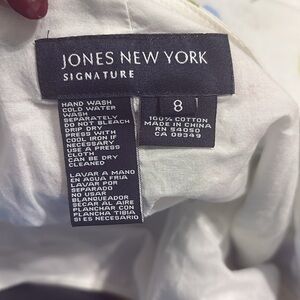 JONES NEW YORK
SIGNATURE
HAND WASH
COLD WATER
WASH
SEPARATELY
DO NOT BLEACH
DRIP DRY
PRESS WITH
COOL IRON IF
NECESSARY
USE A PRESS
CLOTH
CAN BE DRY
CLEANED
LAVAR A MANO
EN AGUA FRIA
LAVAR POR
SEPARADO
NO USAR
BLANQUEADOR
SECAR AL AIRE
PLANCHAR CON
PLANCHA TIBIA
SI ES NECESARIO
8
100% COTTON
MADE IN CHINA
RN 54050
CA 09349